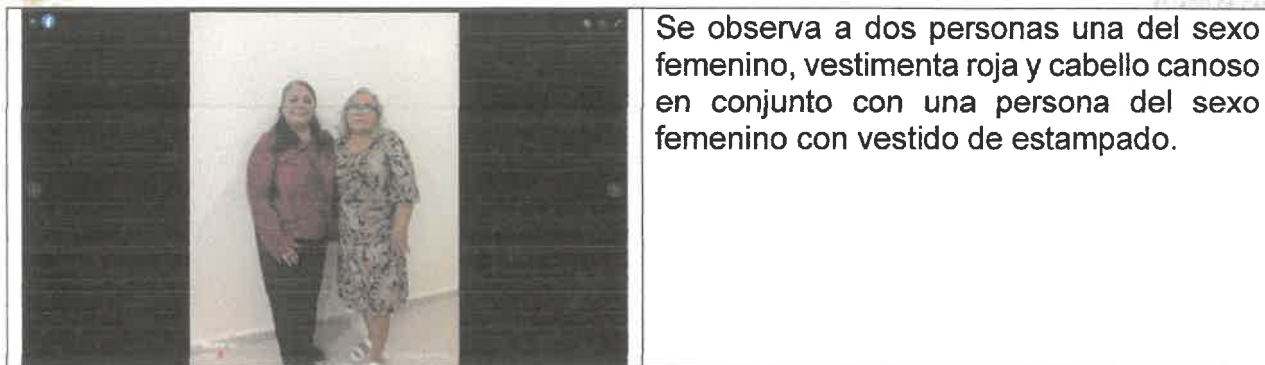 Se observa a dos personas una del sexo
femenino, vestimenta roja y cabello canoso
en conjunto con una persona del sexo
femenino con vestido de estampado.